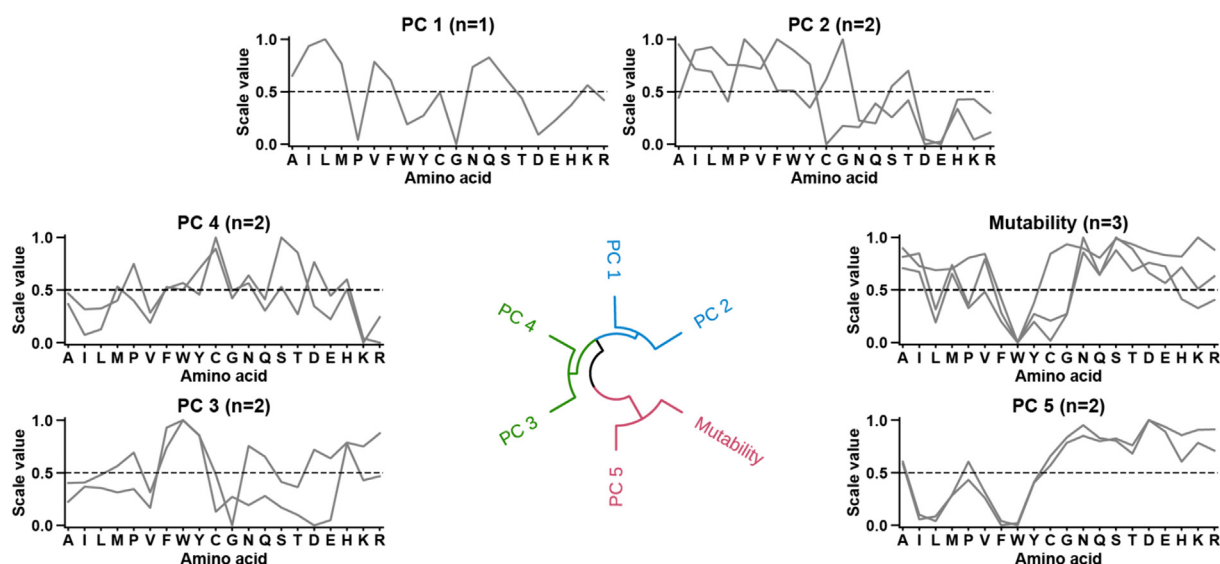 PC 1 (n=1)
Scale value
1.0
0.5
0.0
A I L M P V F W Y C G N Q S T D E H K R
Amino acid
PC 2 (n=2)
Scale value
1.0
0.5
0.0
A I L M P V F W Y C G N Q S T D E H K R
Amino acid
PC 4 (n=2)
Scale value
1.0
0.5
0.0
A I L M P V F W Y C G N Q S T D E H K R
Amino acid
PC 1
PC 2
PC 4
PC 3
PC 5
Mutability
Mutability (n=3)
Scale value
1.0
0.5
0.0
A I L M P V F W Y C G N Q S T D E H K R
Amino acid
PC 3 (n=2)
Scale value
1.0
0.5
0.0
A I L M P V F W Y C G N Q S T D E H K R
Amino acid
PC 5 (n=2)
Scale value
1.0
0.5
0.0
A I L M P V F W Y C G N Q S T D E H K R
Amino acid